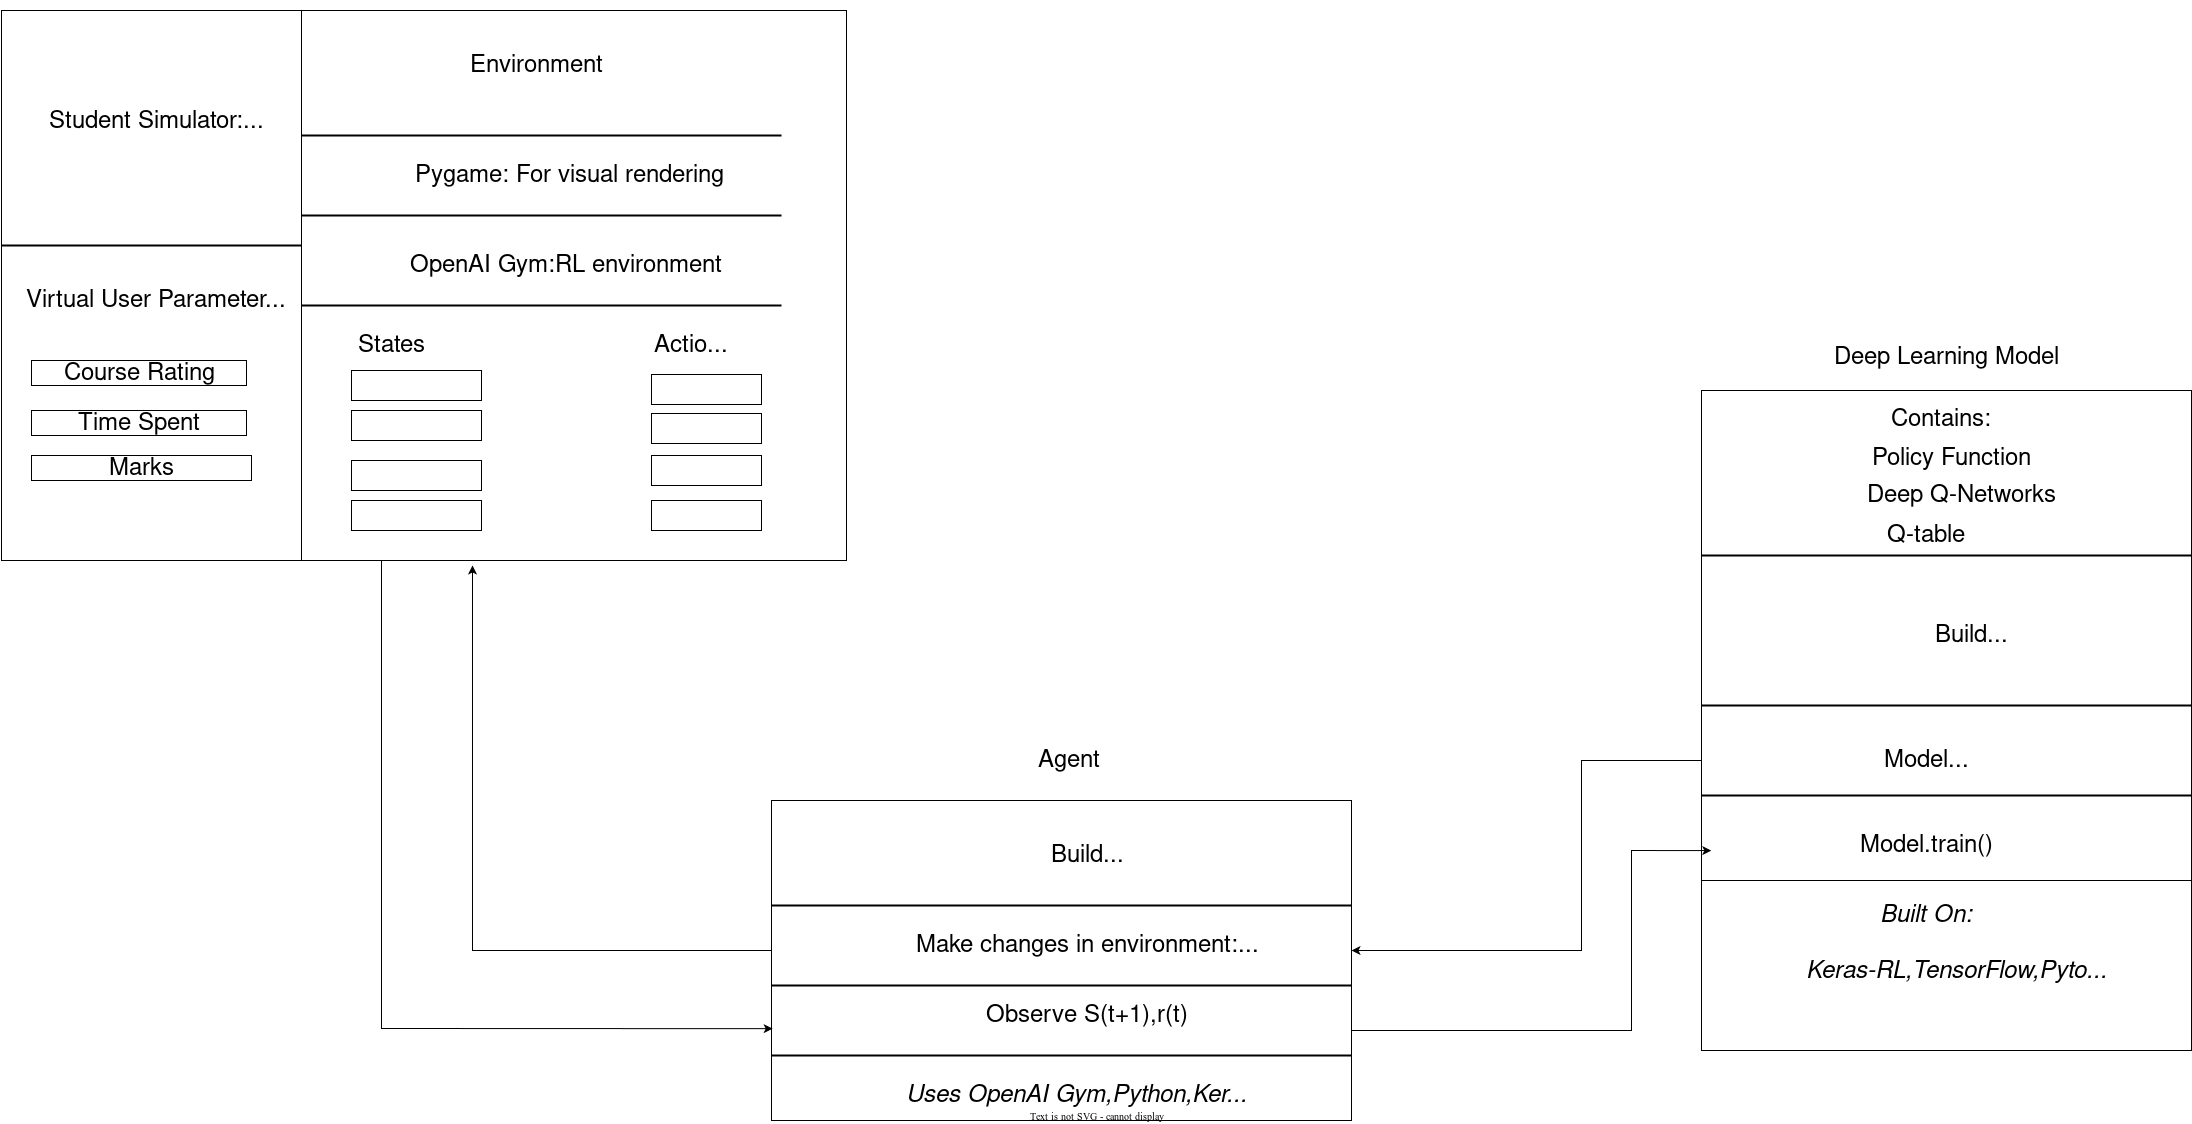 Student Simulator:...
Virtual User Parameter...
Course Rating
Time Spent
Marks
Environment
Pygame: For visual rendering
OpenAI Gym:RL environment
States
Actio...
Agent
Build...
Make changes in environment:...
Observe S(t+1),r(t)
Uses OpenAI Gym,Python,Ker...
Text is not SVG - cannot display
Deep Learning Model
Contains:
Policy Function
Deep Q-Networks
Q-table
Build...
Model...
Model.train()
Built On:
Keras-RL,TensorFlow,Pyto...